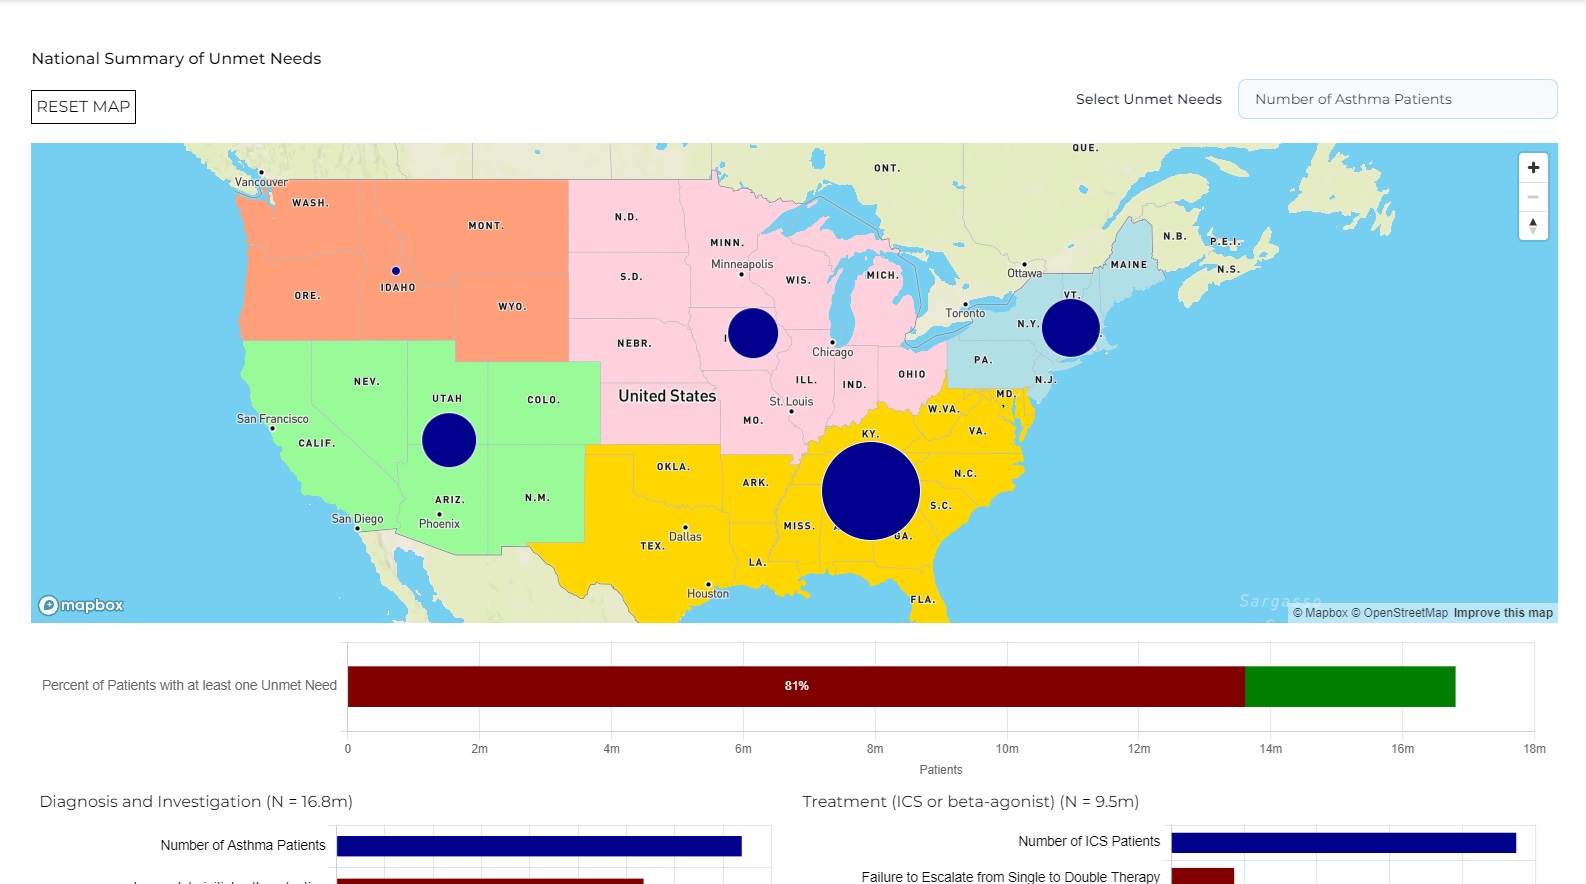 National Summary of Unmet Needs
RESET MAP
Select Unmet Needs
Number of Asthma Patients
QUE.
ONT.
Vancouver
WASH.
MONT.
N.D.
MINN.
N.B.
P.E.I.
Minneapolis
MAINE
Ottawa
N.S.
S.D.
WIS.
MICH.
IDAHO
ORE.
VT.
WYO.
Toronto
N.Y.
NEBR.
Chicago
PA.
OHIO
NEV.
ILL.
IND.
N.J.
UTAH
COLO.
United States
MD.
St. Louis
W.VA.
San Francisco
MO.
CALIF.
KY.
VA.
OKLA.
N.C.
ARK.
ARIZ.
N.M.
S.C.
San Diego
Phoenix
MISS.
Dallas
GA.
TEX.
LA.
Houston
FLA.
Sargasso
mapbox
© Mapbox © OpenStreetMap Improve this map
Percent of Patients with at least one Unmet Need
81%
0 2m 4m 6m 8m 10m 12m 14m 16m 18m
Patients
Diagnosis and Investigation (N = 16.8m)
Number of Asthma Patients
Treatment (ICS or beta-agonist) (N = 9.5m)
Number of ICS Patients
Failure to Escalate from Single to Double Therapy